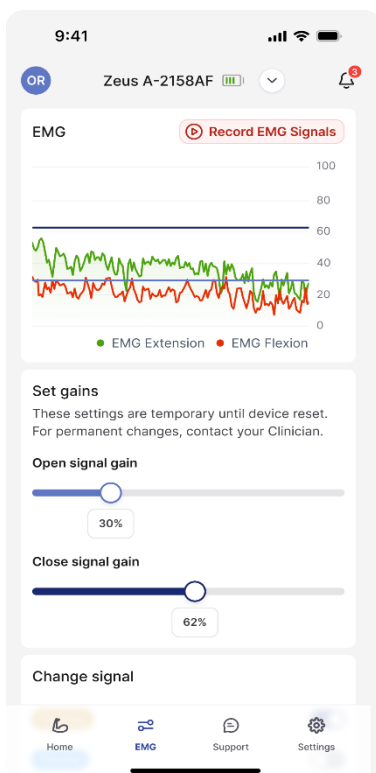 9:41
OR
Zeus A-2158AF
3
EMG
Record EMG Signals
100
80
60
40
20
0
EMG Extension
EMG Flexion
Set gains
These settings are temporary until device reset.
For permanent changes, contact your Clinician.
Open signal gain
30%
Close signal gain
62%
Change signal
Home
EMG
Support
Settings